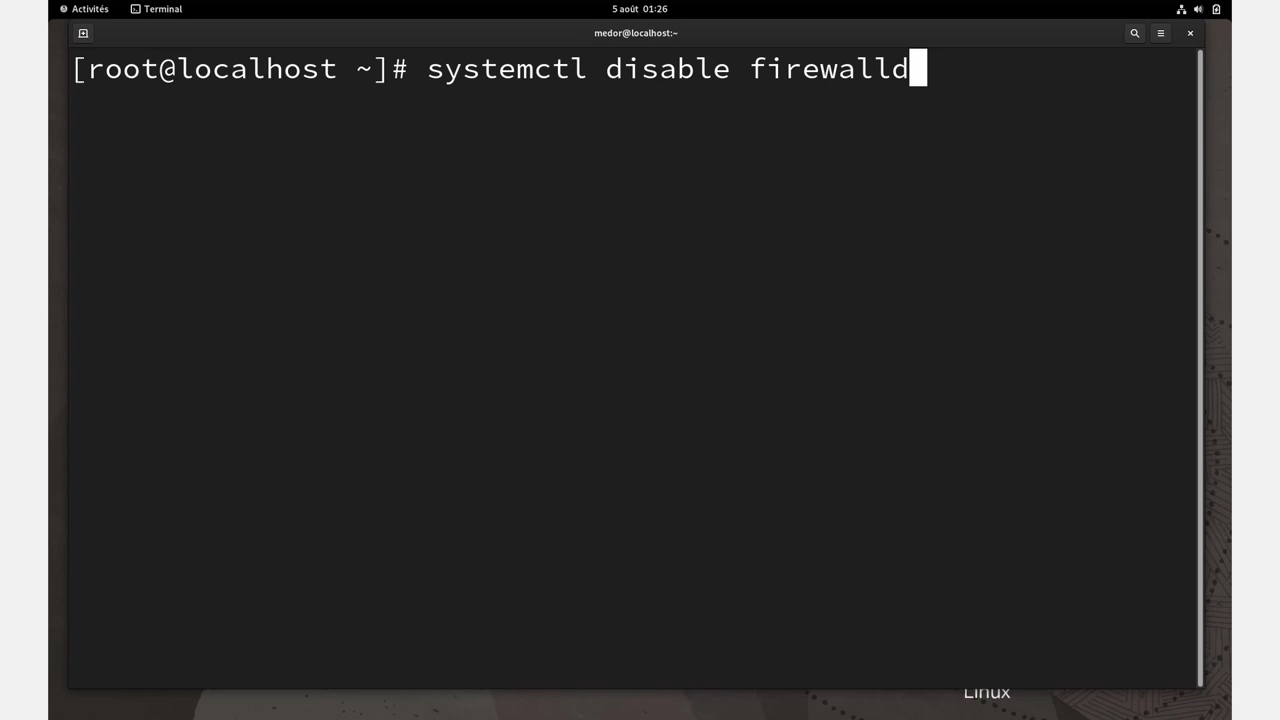 Activités
Terminal
5 août 01:26
medor@localhost:~
[root@localhost ~]# systemctl disable firewalld
Linux